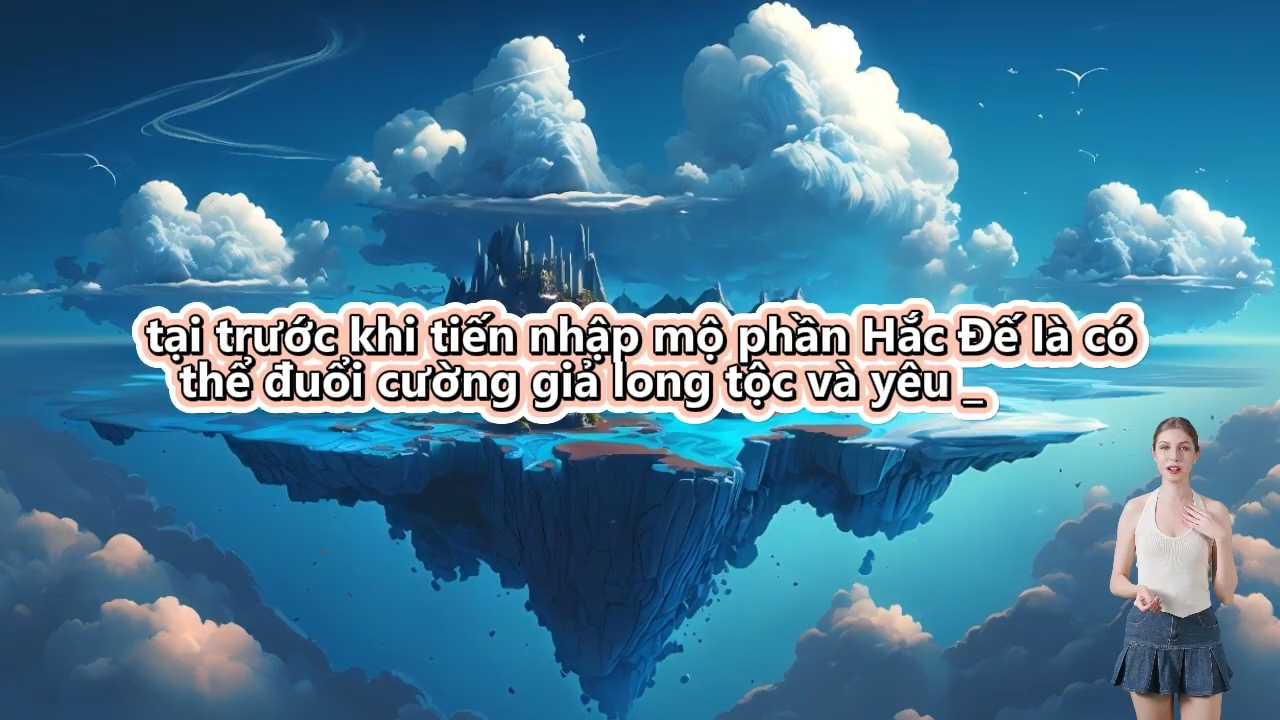 tại trước khi tiến nhập mộ phần Hắc Đế là có
thể đuổi cường giả long tộc và yêu _